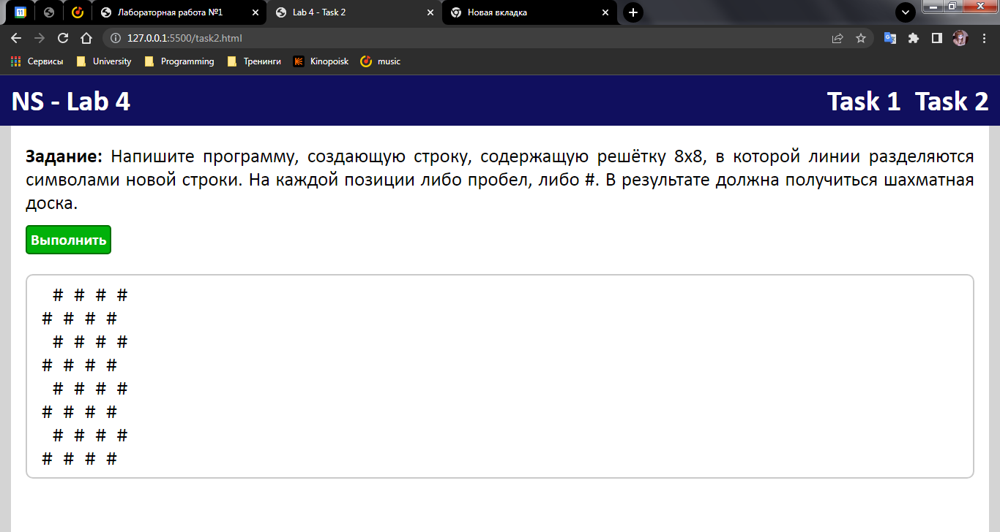 11
Лабораторная работа №1
Lab 4 - Task 2
Новая вкладка
127.0.0.1:5500/task2.html
Сервисы
University
Programming
Тренинги
Kinopoisk
music
NS - Lab 4
Task 1 Task 2
Задание: Напишите программу, создающую строку, содержащую решётку 8x8, в которой линии разделяются
символами новой строки. На каждой позиции либо пробел, либо #. В результате должна получиться шахматная
доска.
Выполнить
 # # # #
# # # #
 # # # #
# # # #
 # # # #
# # # #
 # # # #
# # # #